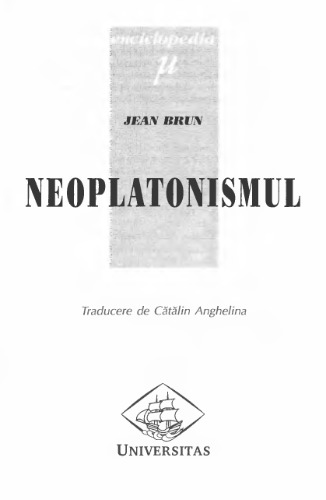 enciclopedia
μ
JEAN BRUN
NEOPLATONISMUL
Traducere de Cătălin Anghelina
UNIVERSITAS